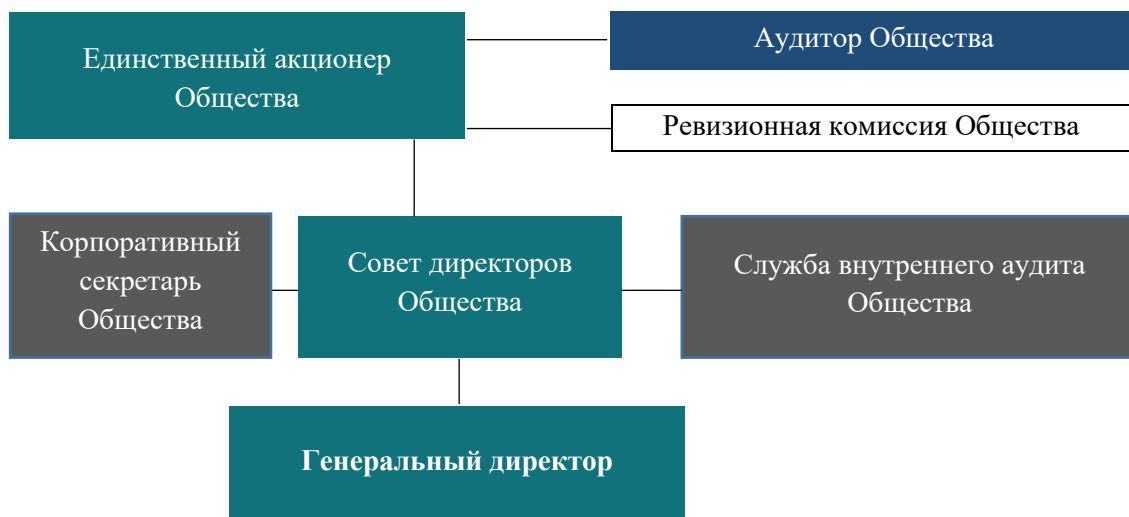 Единственный акционер
Общества
Аудитор Общества
Ревизионная комиссия Общества
Корпоративный
секретарь
Общества
Совет директоров
Общества
Служба внутреннего аудита
Общества
Генеральный директор